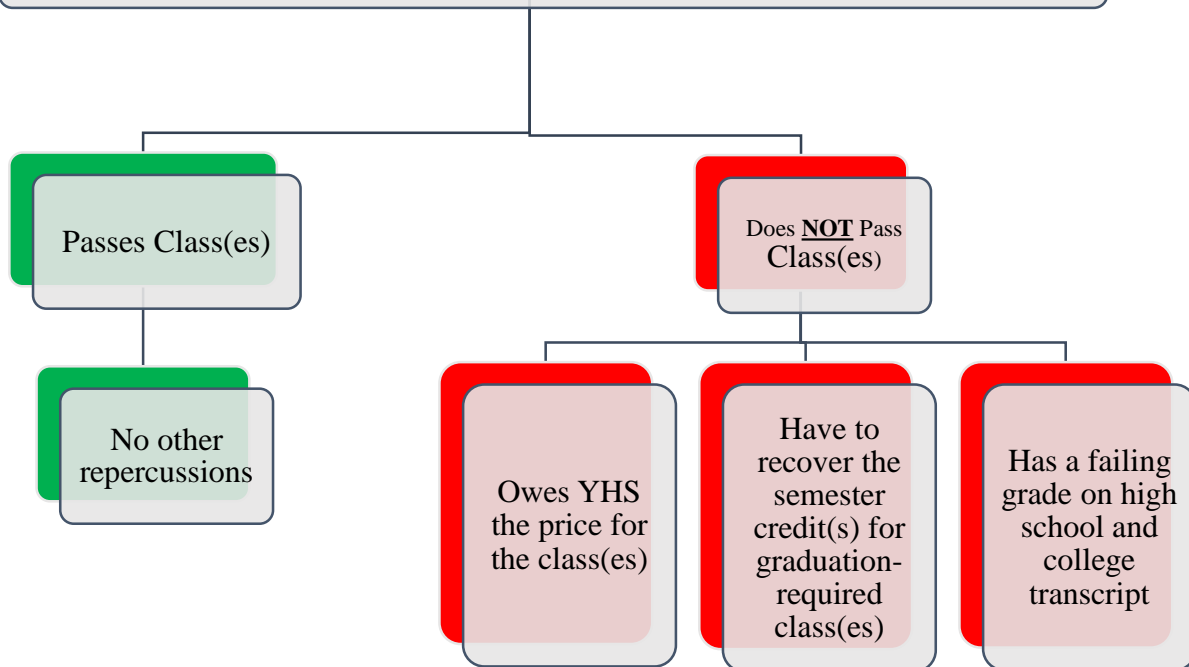 Passes Class(es)
Does NOT Pass
Class(es)
No other
repercussions
Owes YHS
the price for
the class(es)
Have to
recover the
semester
credit(s) for
graduation-
required
class(es)
Has a failing
grade on high
school and
college
transcript